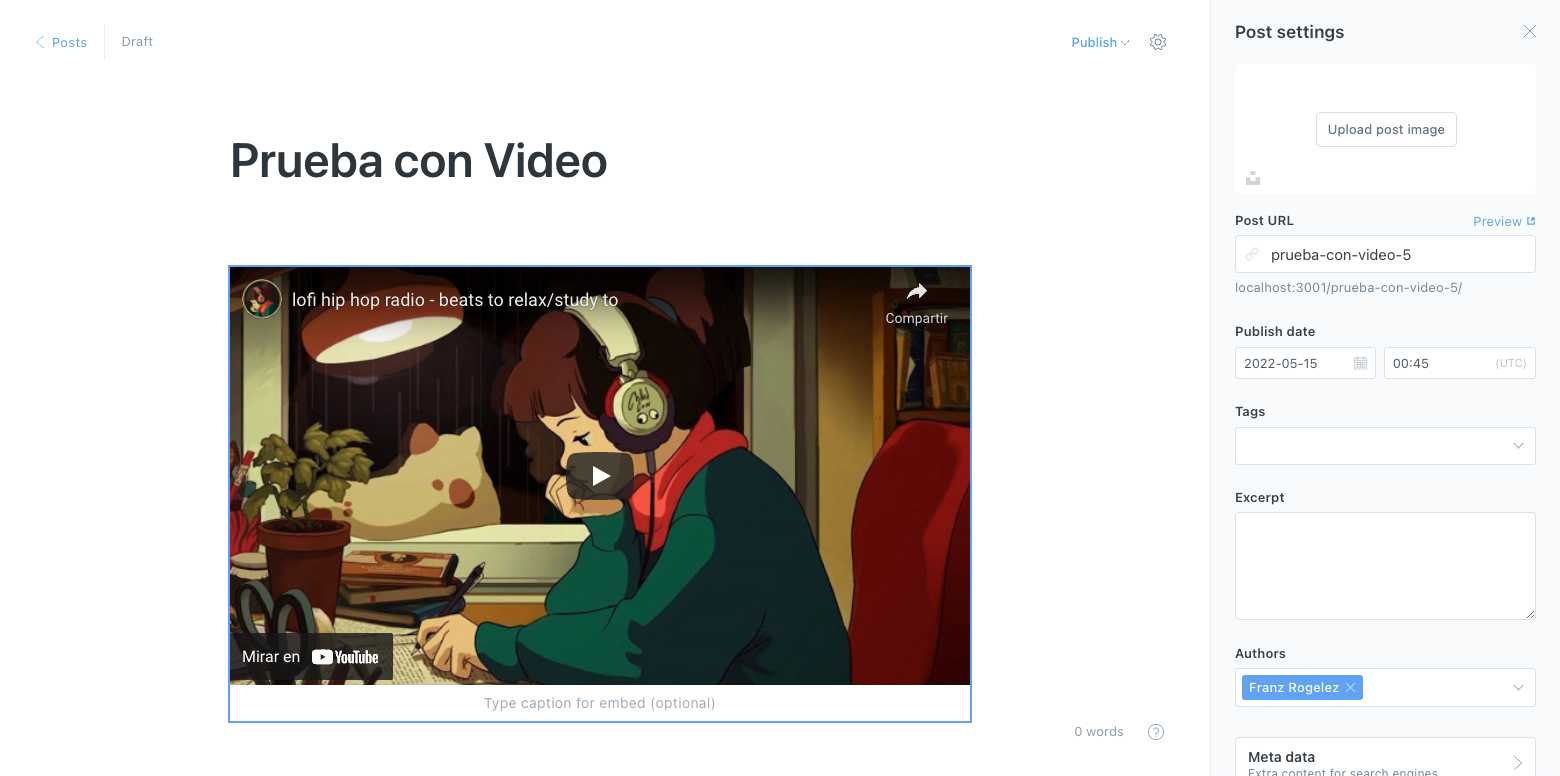 Posts
Draft
Publish
Prueba con Video
lofi hip hop radio - beats to relax/study to
Compartir
Mirar en YouTube
Type caption for embed (optional)
0 words
?
Post settings
Upload post image
Post URL
Preview
prueba-con-video-5
localhost:3001/prueba-con-video-5/
Publish date
2022-05-15
00:45
(UTC)
Tags
Excerpt
Authors
Franz Rogelez
Meta data
Extra content for search engines